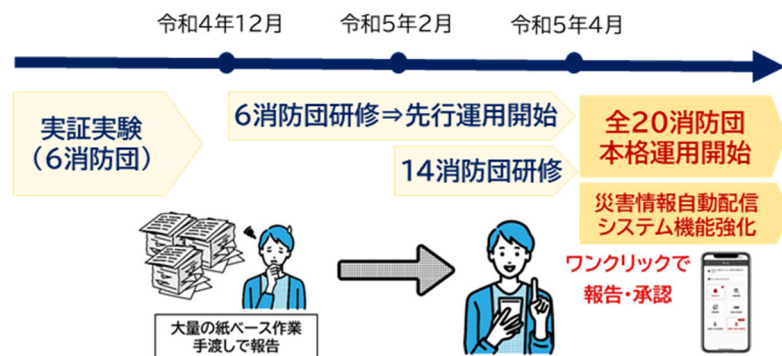 令和4年12月
令和5年2月
令和5年4月
実証実験
（6消防団）
6消防団研修⇒先行運用開始
14消防団研修
全20消防団
本格運用開始
災害情報自動配信
システム機能強化
大量の紙ベース作業
手渡しで報告
ワンクリックで
報告・承認